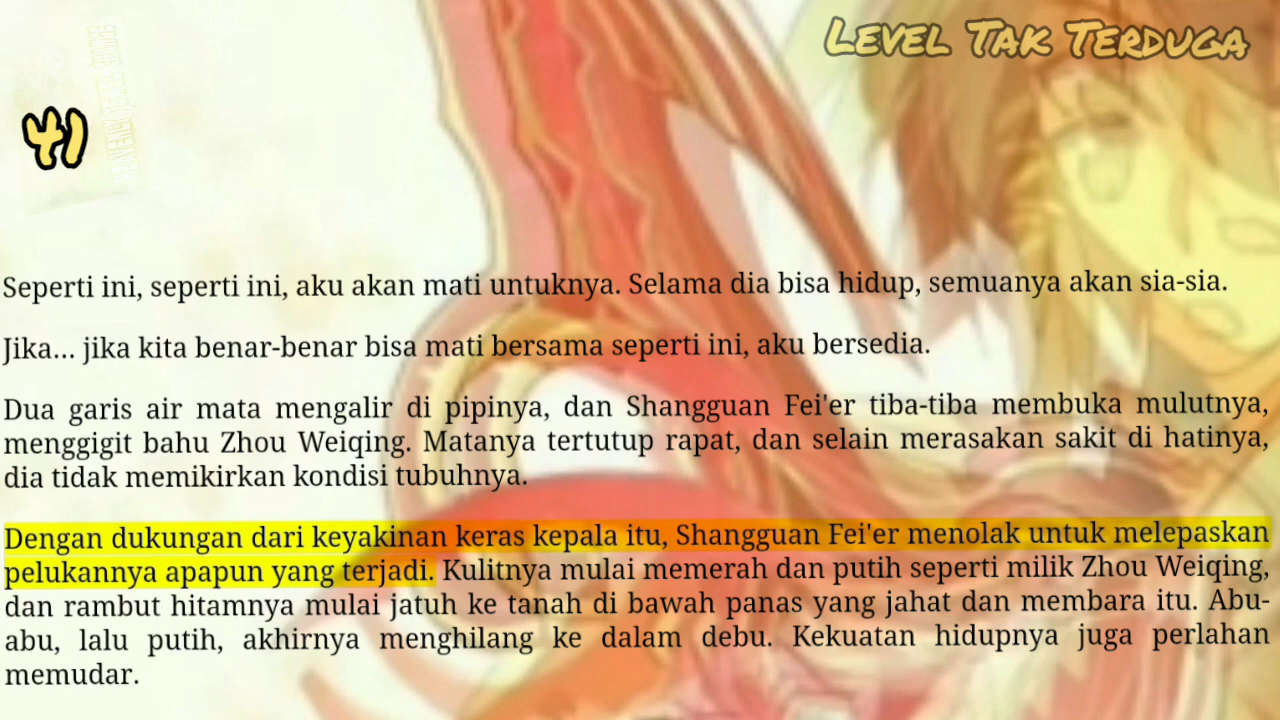 Level Tak Terduga
41
Seperti ini, seperti ini, aku akan mati untuknya. Selama dia bisa hidup, semuanya akan sia-sia.
Jika... jika kita benar-benar bisa mati bersama seperti ini, aku bersedia.
Dua garis air mata mengalir di pipinya, dan Shangguan Fei'er tiba-tiba membuka mulutnya,
menggigit bahu Zhou Weiqing. Matanya tertutup rapat, dan selain merasakan sakit di hatinya,
dia tidak memikirkan kondisi tubuhnya.
Dengan dukungan dari keyakinan keras kepala itu, Shangguan Fei'er menolak untuk melepaskan
pelukannya apapun yang terjadi. Kulitnya mulai memerah dan putih seperti milik Zhou Weiqing,
dan rambut hitamnya mulai jatuh ke tanah di bawah panas yang jahat dan membara itu. Abu-
abu, lalu putih, akhirnya menghilang ke dalam debu. Kekuatan hidupnya juga perlahan
memudar.